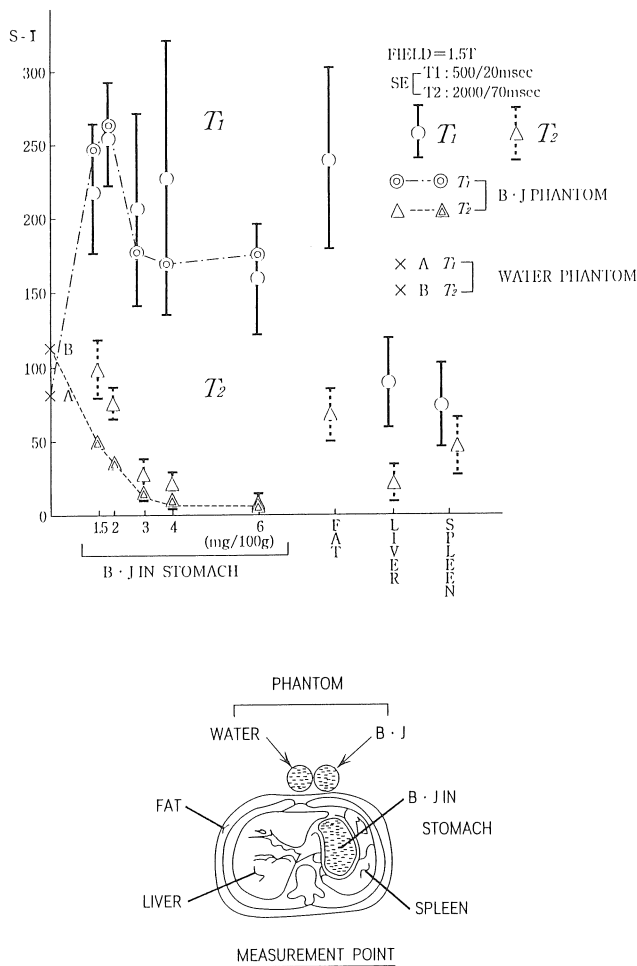 S-I
300
250
200
150
100
50
0
T1
T2
B
A
1.5 2 3 4 6
(mg/100g)
B·J IN STOMACH
FAT
LIVER
SPLEEN
FIELD=1.5T
SE T1 : 500/20msec
T2 : 2000/70msec
T1 T2
T1
T2
B·J PHANTOM
× A T1
× B T2
WATER PHANTOM
PHANTOM
WATER
B·J
FAT
B·J IN
STOMACH
LIVER
SPLEEN
MEASUREMENT POINT